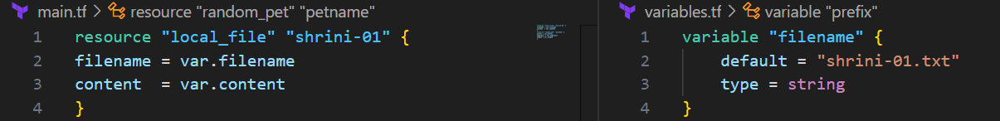 main.tf > resource "random_pet" "petname"
1 resource "local_file" "shrini-01" {
2 filename = var.filename
3 content  = var.content
4 }
variables.tf > variable "prefix"
1 variable "filename" {
2     default = "shrini-01.txt"
3     type = string
4 }